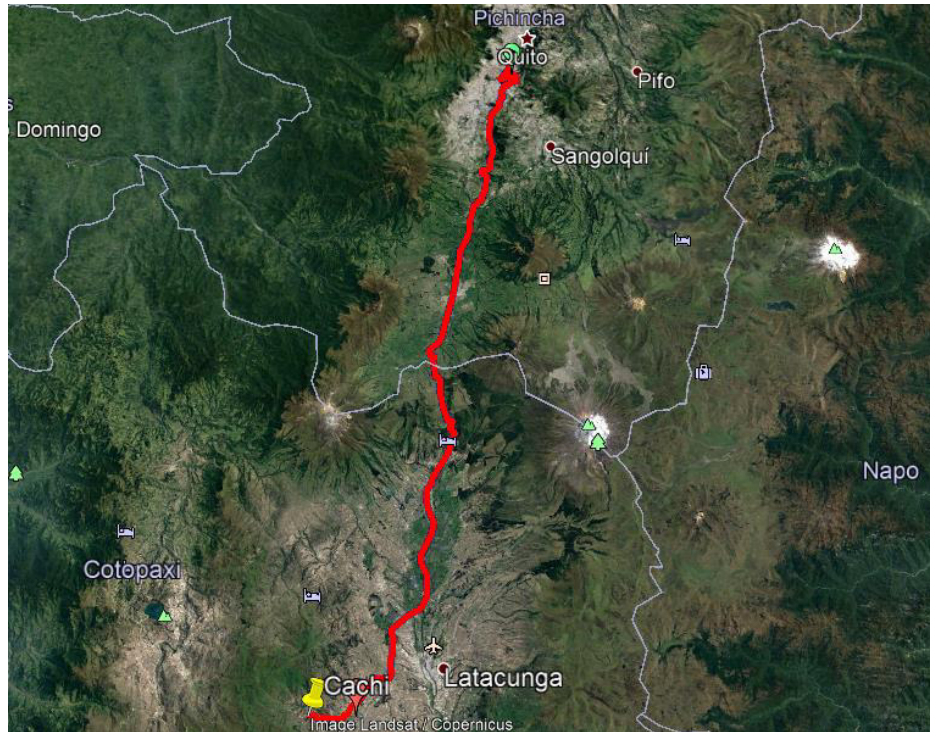 Pichincha
Quito
Pifo
s
o Domingo
Sangolquí
Napo
Cotopaxi
Latacunga
Cachi
Image Landsat / Copernicus